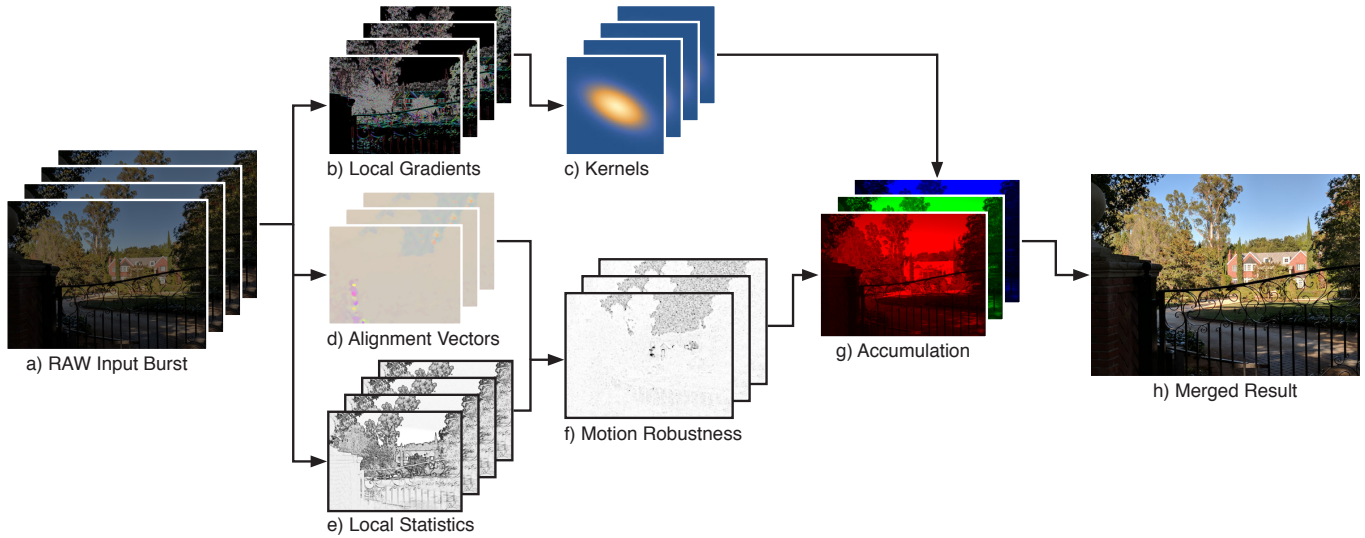 b) Local Gradients
c) Kernels
a) RAW Input Burst
d) Alignment Vectors
g) Accumulation
h) Merged Result
f) Motion Robustness
e) Local Statistics